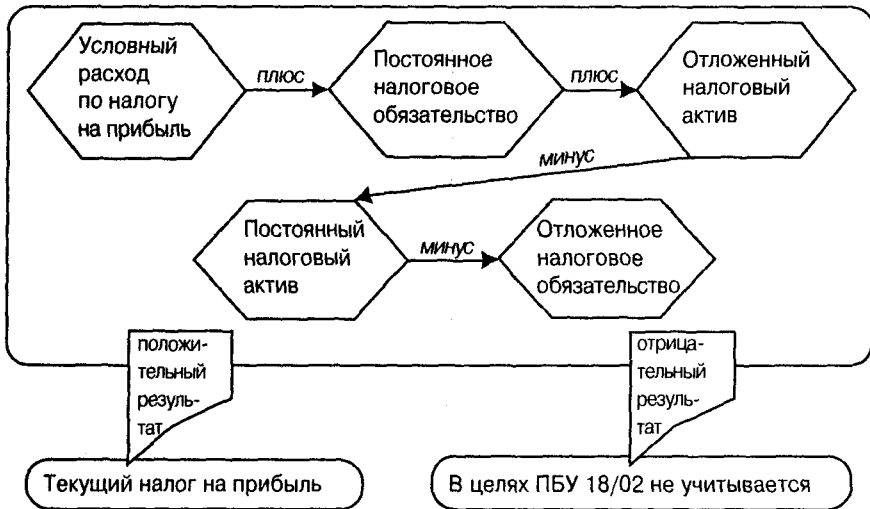 Условный
расход
по налогу
на прибыль
плюс
Постоянное
налоговое
обязательство
плюс
Отложенный
налоговый
актив
минус
Постоянный
налоговый
актив
минус
Отложенное
налоговое
обязательство
положи-
тельный
резуль-
тат
отрица-
тельный
резуль-
тат
Текущий налог на прибыль
В целях ПБУ 18/02 не учитывается